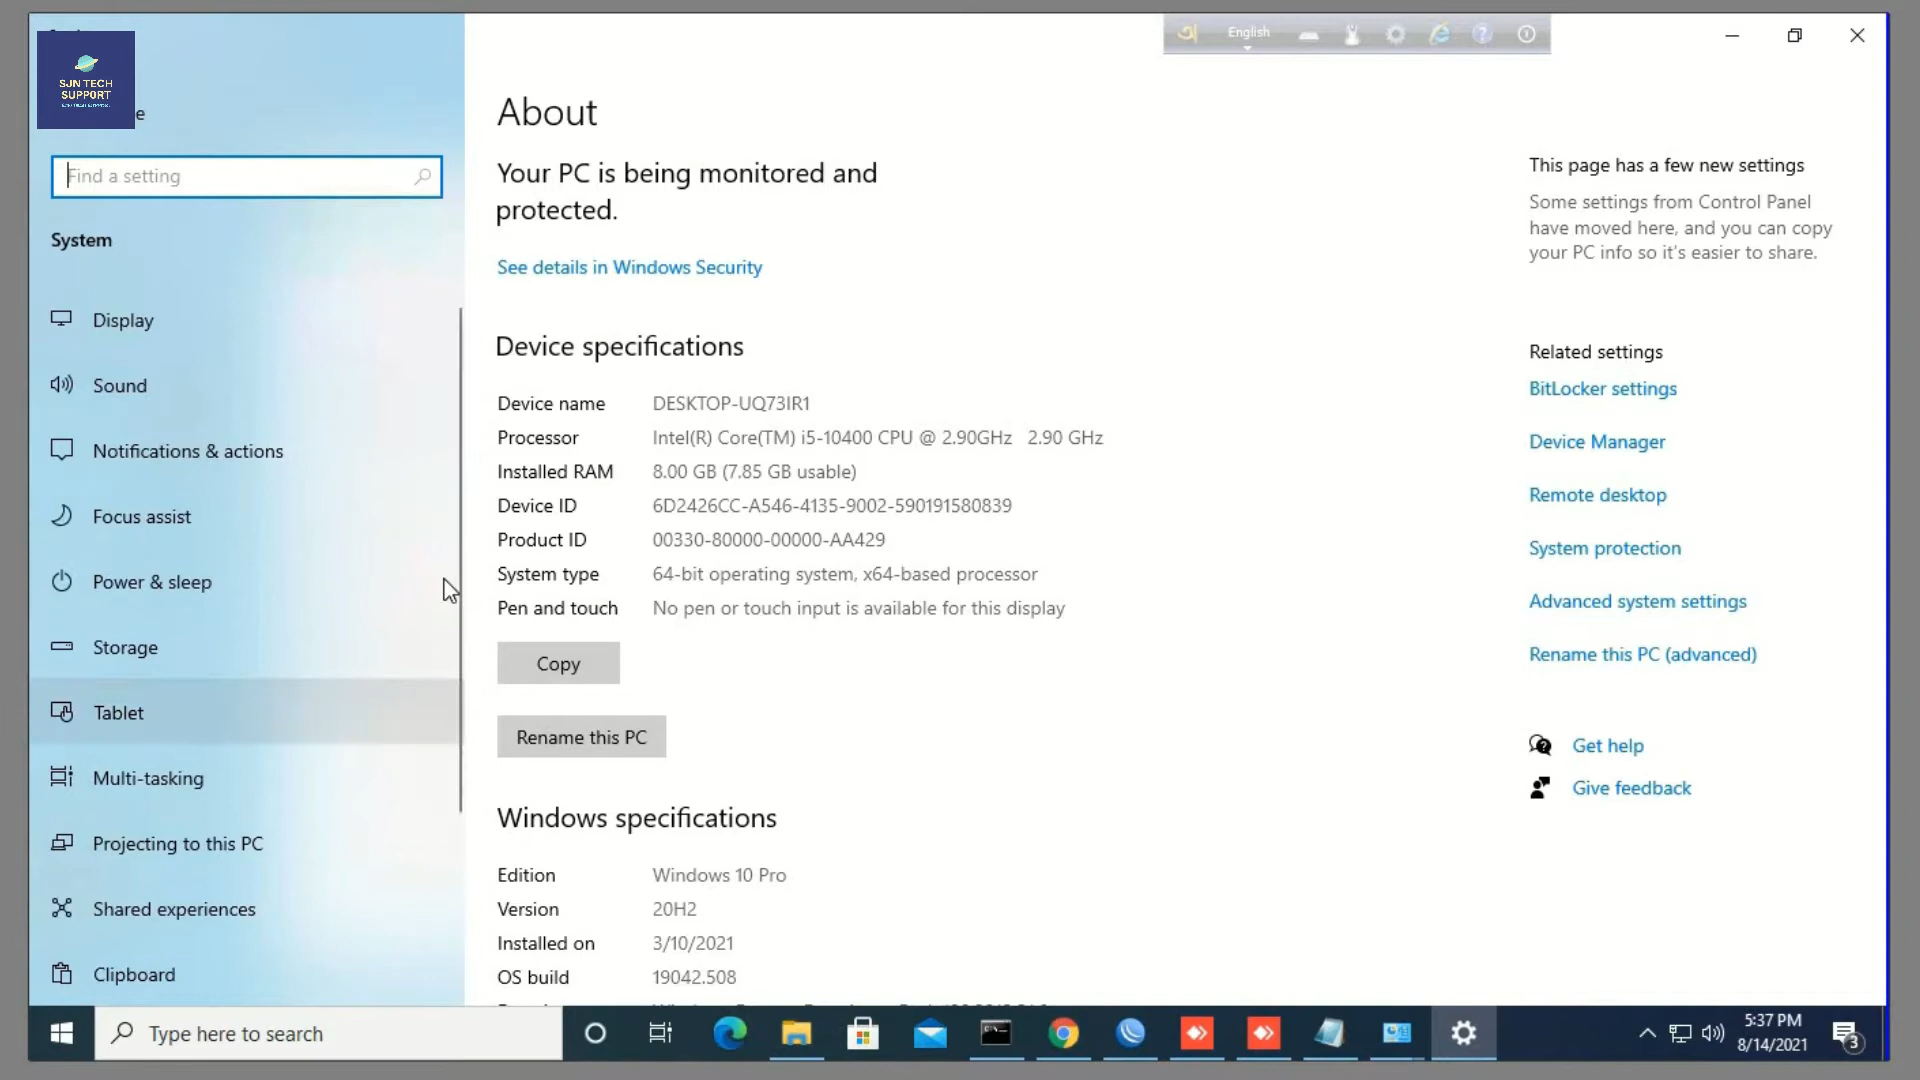 SJN TECH
SUPPORT
English
Find a setting
System
Display
Sound
Notifications & actions
Focus assist
Power & sleep
Storage
Tablet
Multi-tasking
Projecting to this PC
Shared experiences
Clipboard
About
Your PC is being monitored and
protected.
See details in Windows Security
Device specifications
Device name DESKTOP-UQ73IR1
Processor Intel(R) Core(TM) i5-10400 CPU @ 2.90GHz 2.90 GHz
Installed RAM 8.00 GB (7.85 GB usable)
Device ID 6D2426CC-A546-4135-9002-590191580839
Product ID 00330-80000-00000-AA429
System type 64-bit operating system, x64-based processor
Pen and touch No pen or touch input is available for this display
Copy
Rename this PC
Windows specifications
Edition Windows 10 Pro
Version 20H2
Installed on 3/10/2021
OS build 19042.508
This page has a few new settings
Some settings from Control Panel
have moved here, and you can copy
your PC info so it's easier to share.
Related settings
BitLocker settings
Device Manager
Remote desktop
System protection
Advanced system settings
Rename this PC (advanced)
Get help
Give feedback
Type here to search
5:37 PM
8/14/2021
3